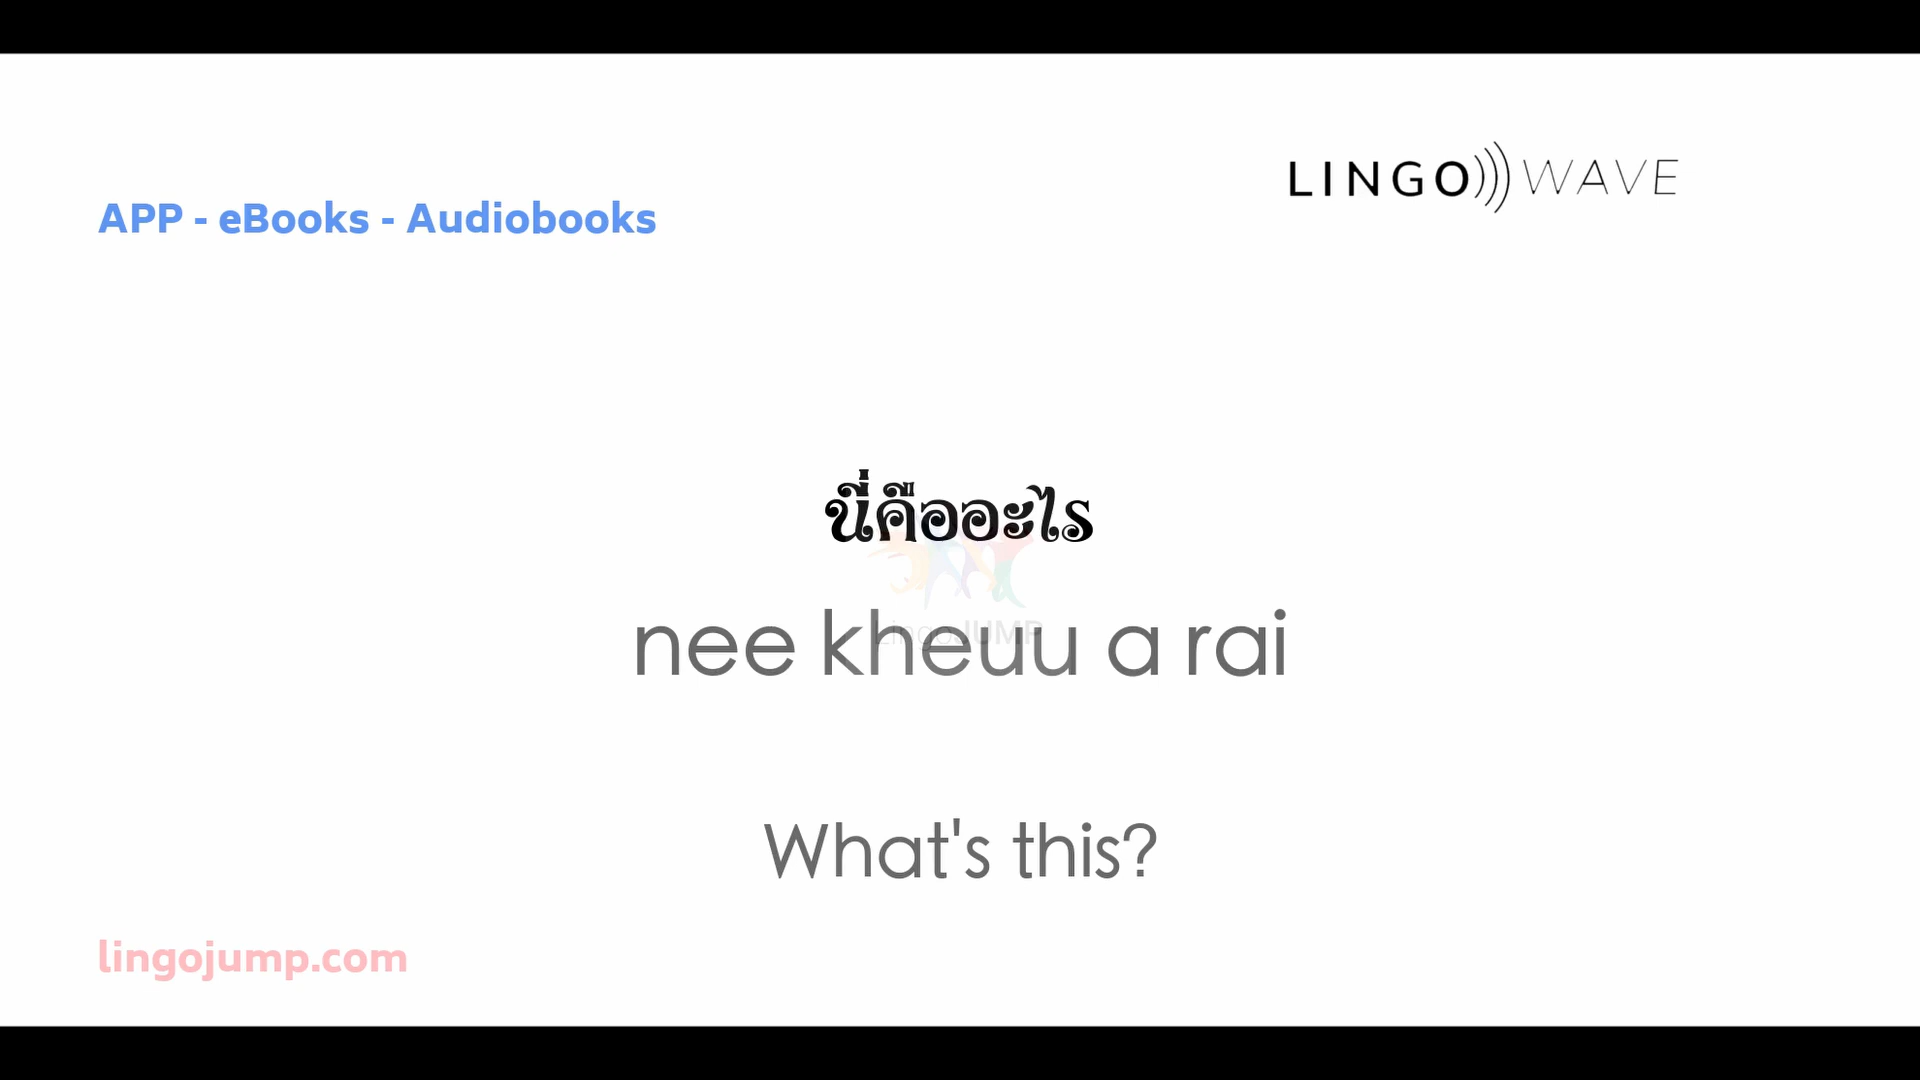 LINGO WAVE
APP - eBooks - Audiobooks
นี่คืออะไร
nee kheuu a rai
LingoJUMP
What's this?
lingojump.com